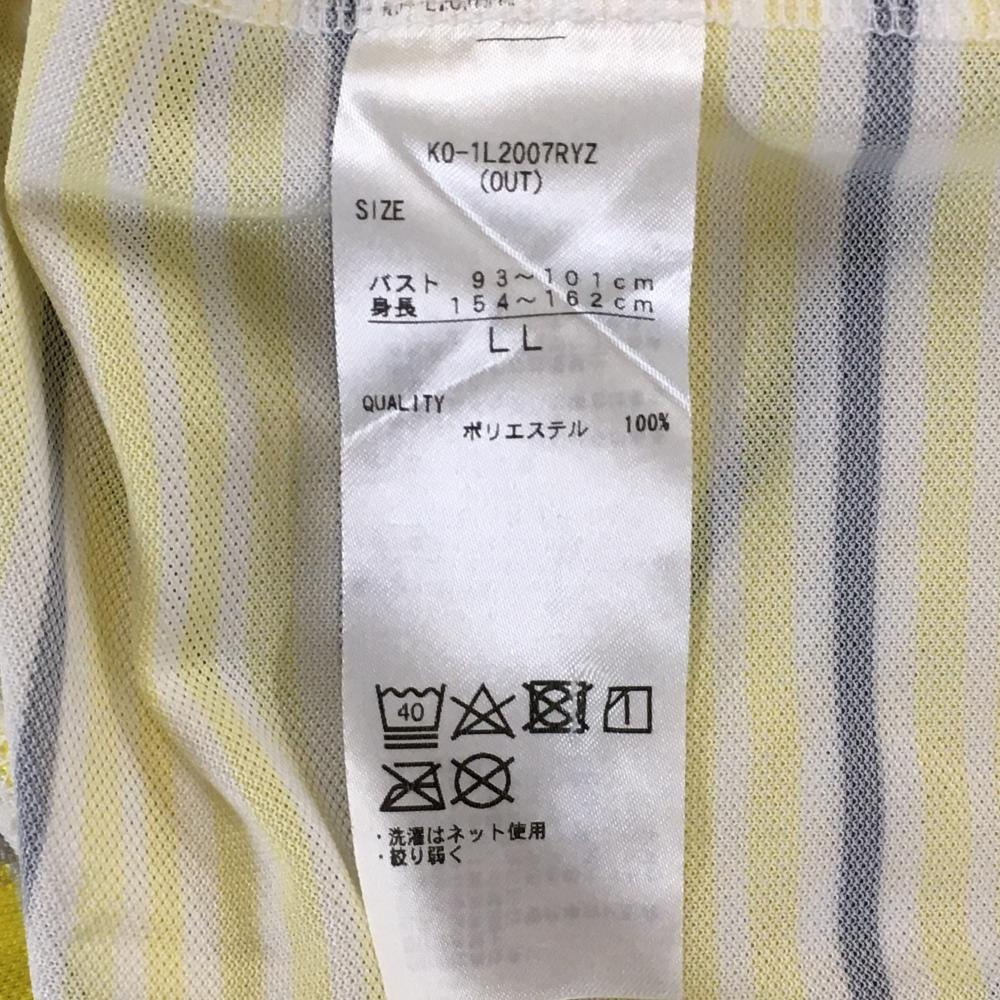 KO-1L2007RYZ
(OUT)
SIZE
バスト 93～101cm
身長 154～162cm
LL
QUALITY
ポリエステル 100%
40
・洗濯はネット使用
・絞り弱く